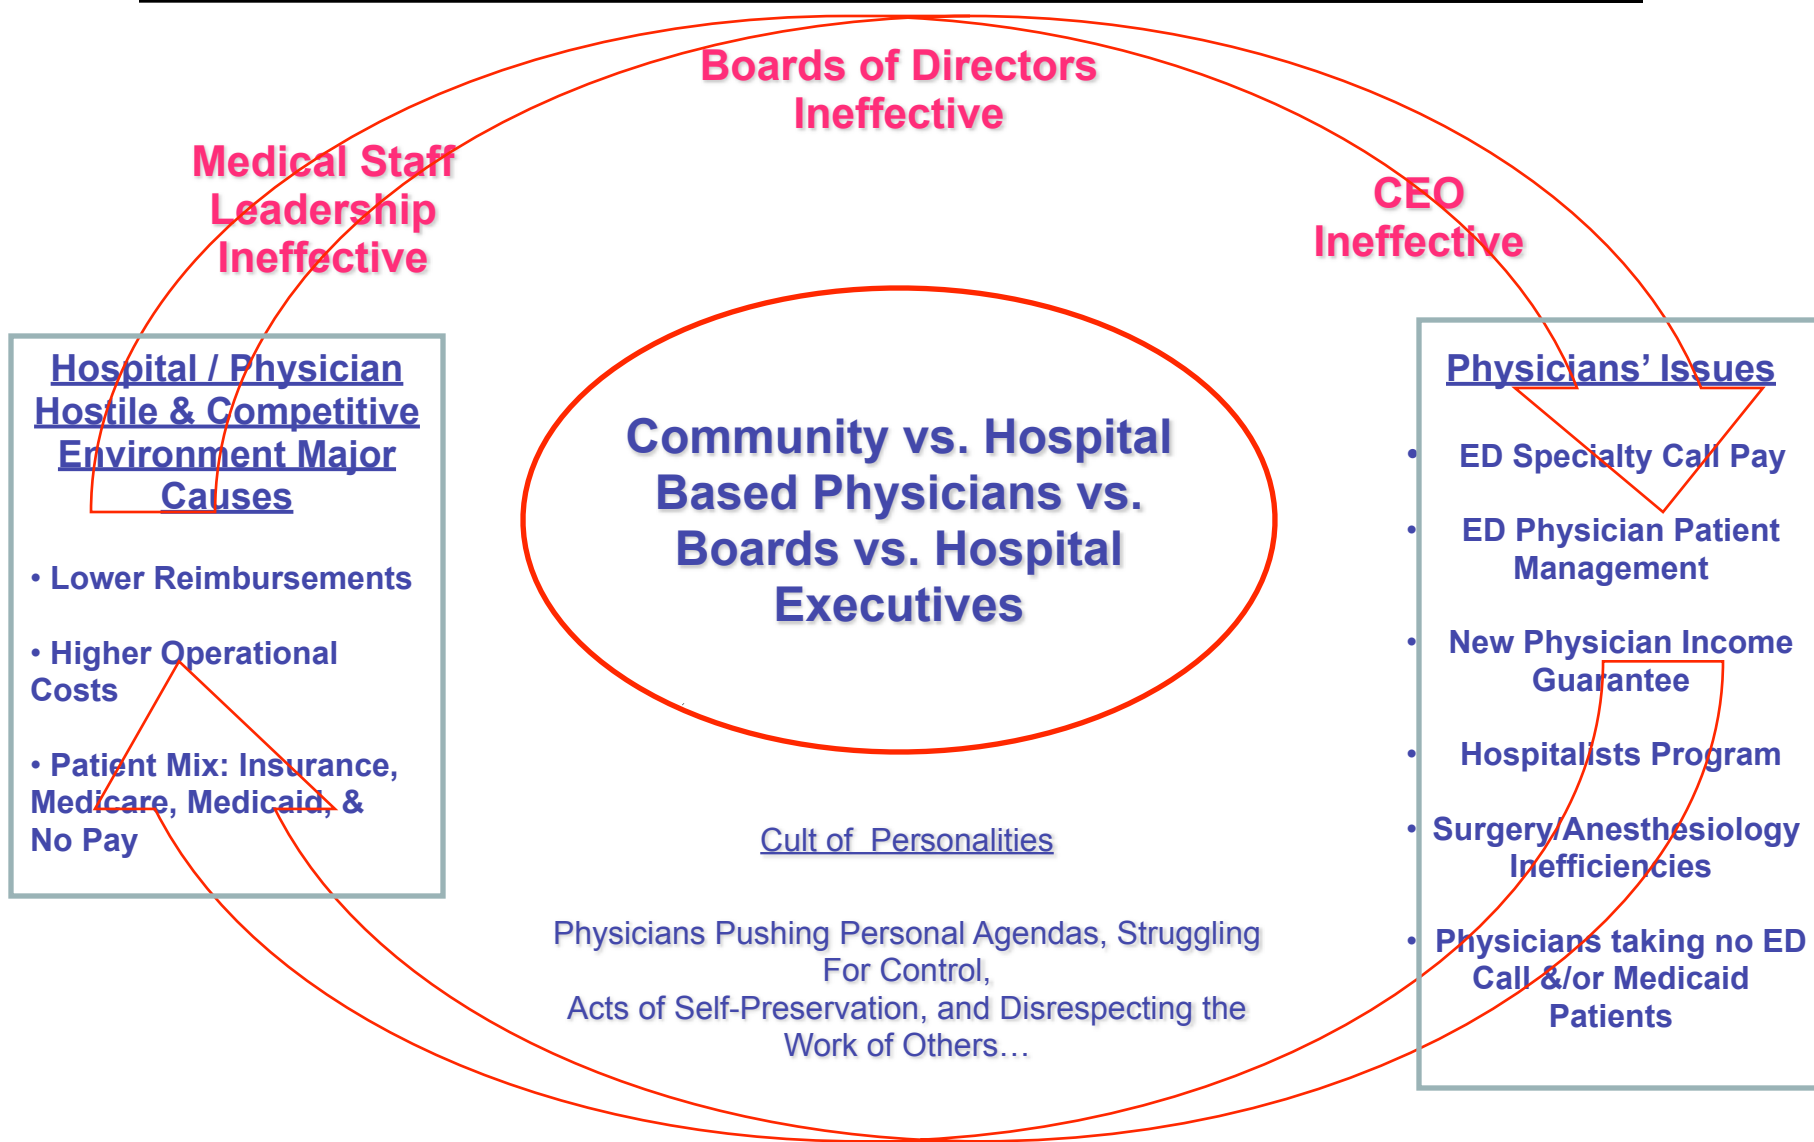 Boards of Directors
Ineffective
Medical Staff
Leadership
Ineffective
CEO
Ineffective
Hospital / Physician
Hostile & Competitive
Environment Major
Causes
• Lower Reimbursements
• Higher Operational
Costs
• Patient Mix: Insurance,
Medicare, Medicaid, &
No Pay
Community vs. Hospital
Based Physicians vs.
Boards vs. Hospital
Executives
Cult of  Personalities
Physicians Pushing Personal Agendas, Struggling
For Control,
Acts of Self-Preservation, and Disrespecting the
Work of Others…
Physicians’ Issues
• ED Specialty Call Pay
• ED Physician Patient
Management
• New Physician Income
Guarantee
• Hospitalists Program
• Surgery/Anesthesiology
Inefficiencies
• Physicians taking no ED
Call &/or Medicaid
Patients